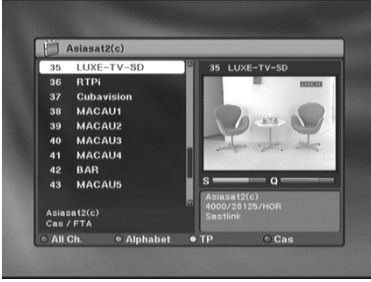 Asiasat2(c)
35 LUXE-TV-SD
36 RTPi
37 Cubavision
38 MACAU1
39 MACAU2
40 MACAU3
41 MACAU4
42 BAR
43 MACAU5
Asiasat2(c)
Cas / FTA
35 LUXE-TV-SD
LUXE.TV
S Q
Asiasat2(c)
4000/28125/HOR
Sastlink
All Ch. Alphabet TP Cas